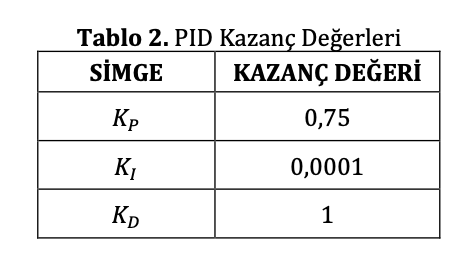 Tablo 2. PID Kazanç Değerleri
SİMGE KAZANÇ DEĞERİ
K_P 0,75
K_I 0,0001
K_D 1